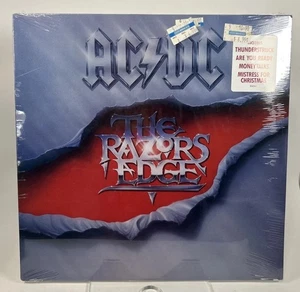 AC/DC
THUNDERSTRUCK
ARE YOU READY
MONEYTALKS
MISTRESS FOR
CHRISTMAS
THE
RAZORS
EDGE